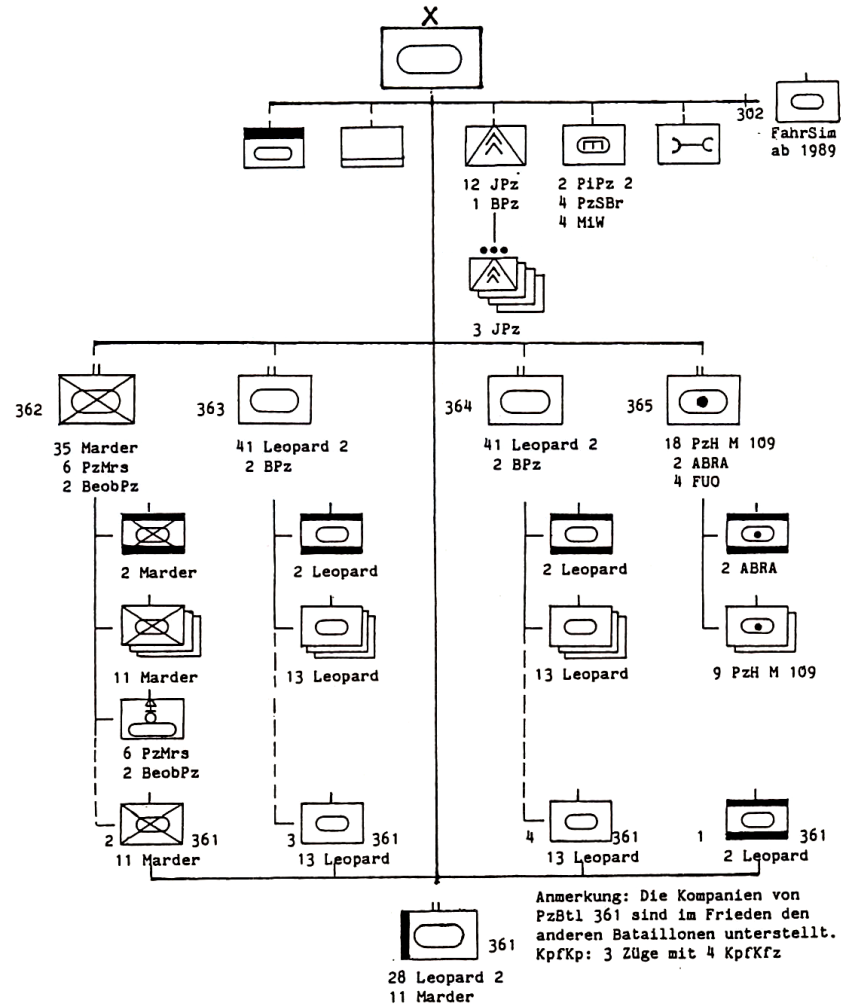 X
302
FahrSim
ab 1989
12 JPz
1 BPz
2 PiPz 2
4 PzSBr
4 MiW
3 JPz
362
363
364
365
35 Marder
6 PzMrs
2 BeobPz
41 Leopard 2
2 BPz
41 Leopard 2
2 BPz
18 PzH M 109
2 ABRA
4 FUO
2 Marder
2 Leopard
2 Leopard
2 ABRA
11 Marder
13 Leopard
13 Leopard
9 PzH M 109
6 PzMrs
2 BeobPz
2 361
3 361
4 361
1 361
11 Marder
13 Leopard
13 Leopard
2 Leopard
Anmerkung: Die Kompanien von
PzBtl 361 sind im Frieden den
anderen Bataillonen unterstellt.
KpfKp: 3 Züge mit 4 KpfKfz
361
28 Leopard 2
11 Marder